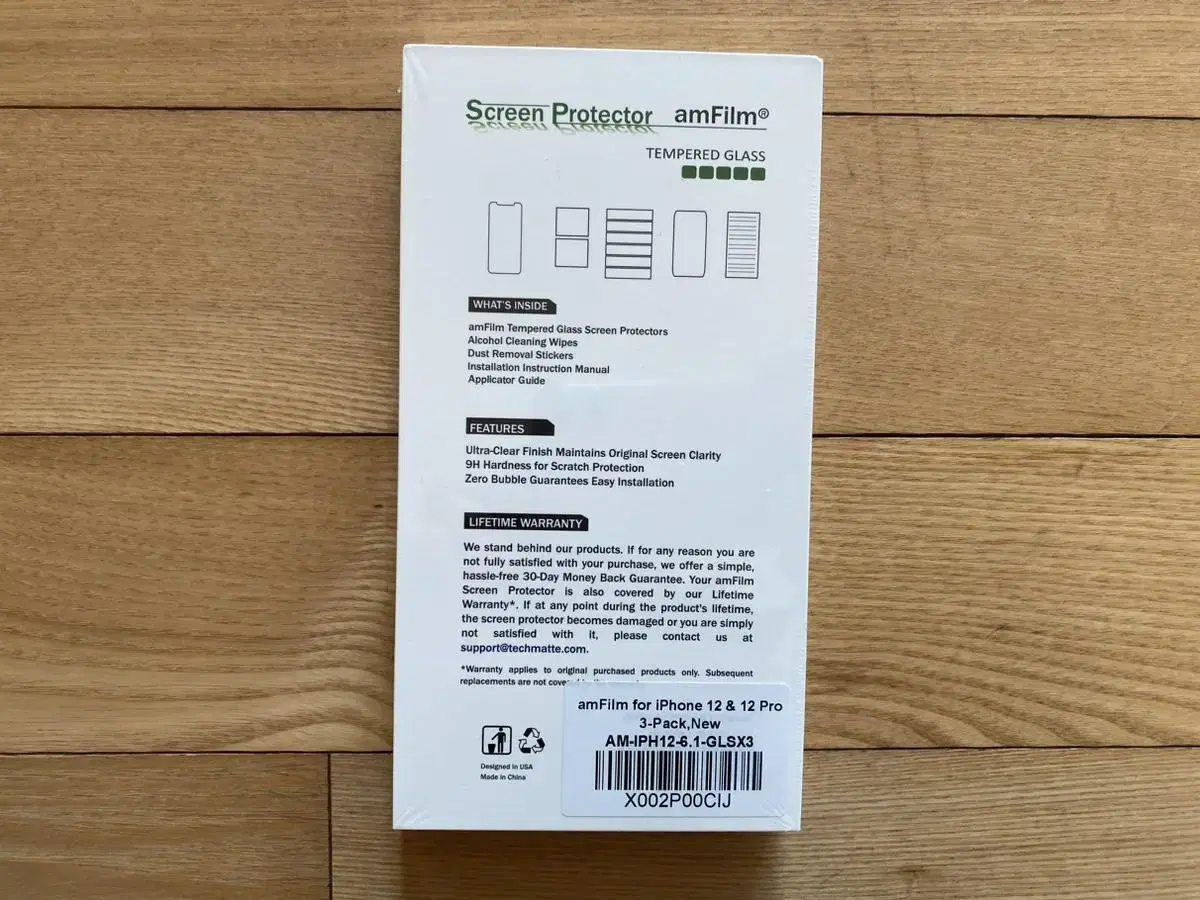 Screen Protector amFilm®
TEMPERED GLASS
WHAT'S INSIDE
amFilm Tempered Glass Screen Protectors
Alcohol Cleaning Wipes
Dust Removal Stickers
Installation Instruction Manual
Applicator Guide
FEATURES
Ultra-Clear Finish Maintains Original Screen Clarity
9H Hardness for Scratch Protection
Zero Bubble Guarantees Easy Installation
LIFETIME WARRANTY
We stand behind our products. If for any reason you are
not fully satisfied with your purchase, we offer a simple,
hassle-free 30-Day Money Back Guarantee. Your amFilm
Screen Protector is also covered by our Lifetime
Warranty*. If at any point during the product's lifetime,
the screen protector becomes damaged or you are simply
not satisfied with it, please contact us at
support@techmatte.com.
*Warranty applies to original purchased products only. Subsequent
replacements are not
Designed in USA
Made in China
amFilm for iPhone 12 & 12 Pro
3-Pack,New
AM-IPH12-6.1-GLSX3
X002P00CIJ